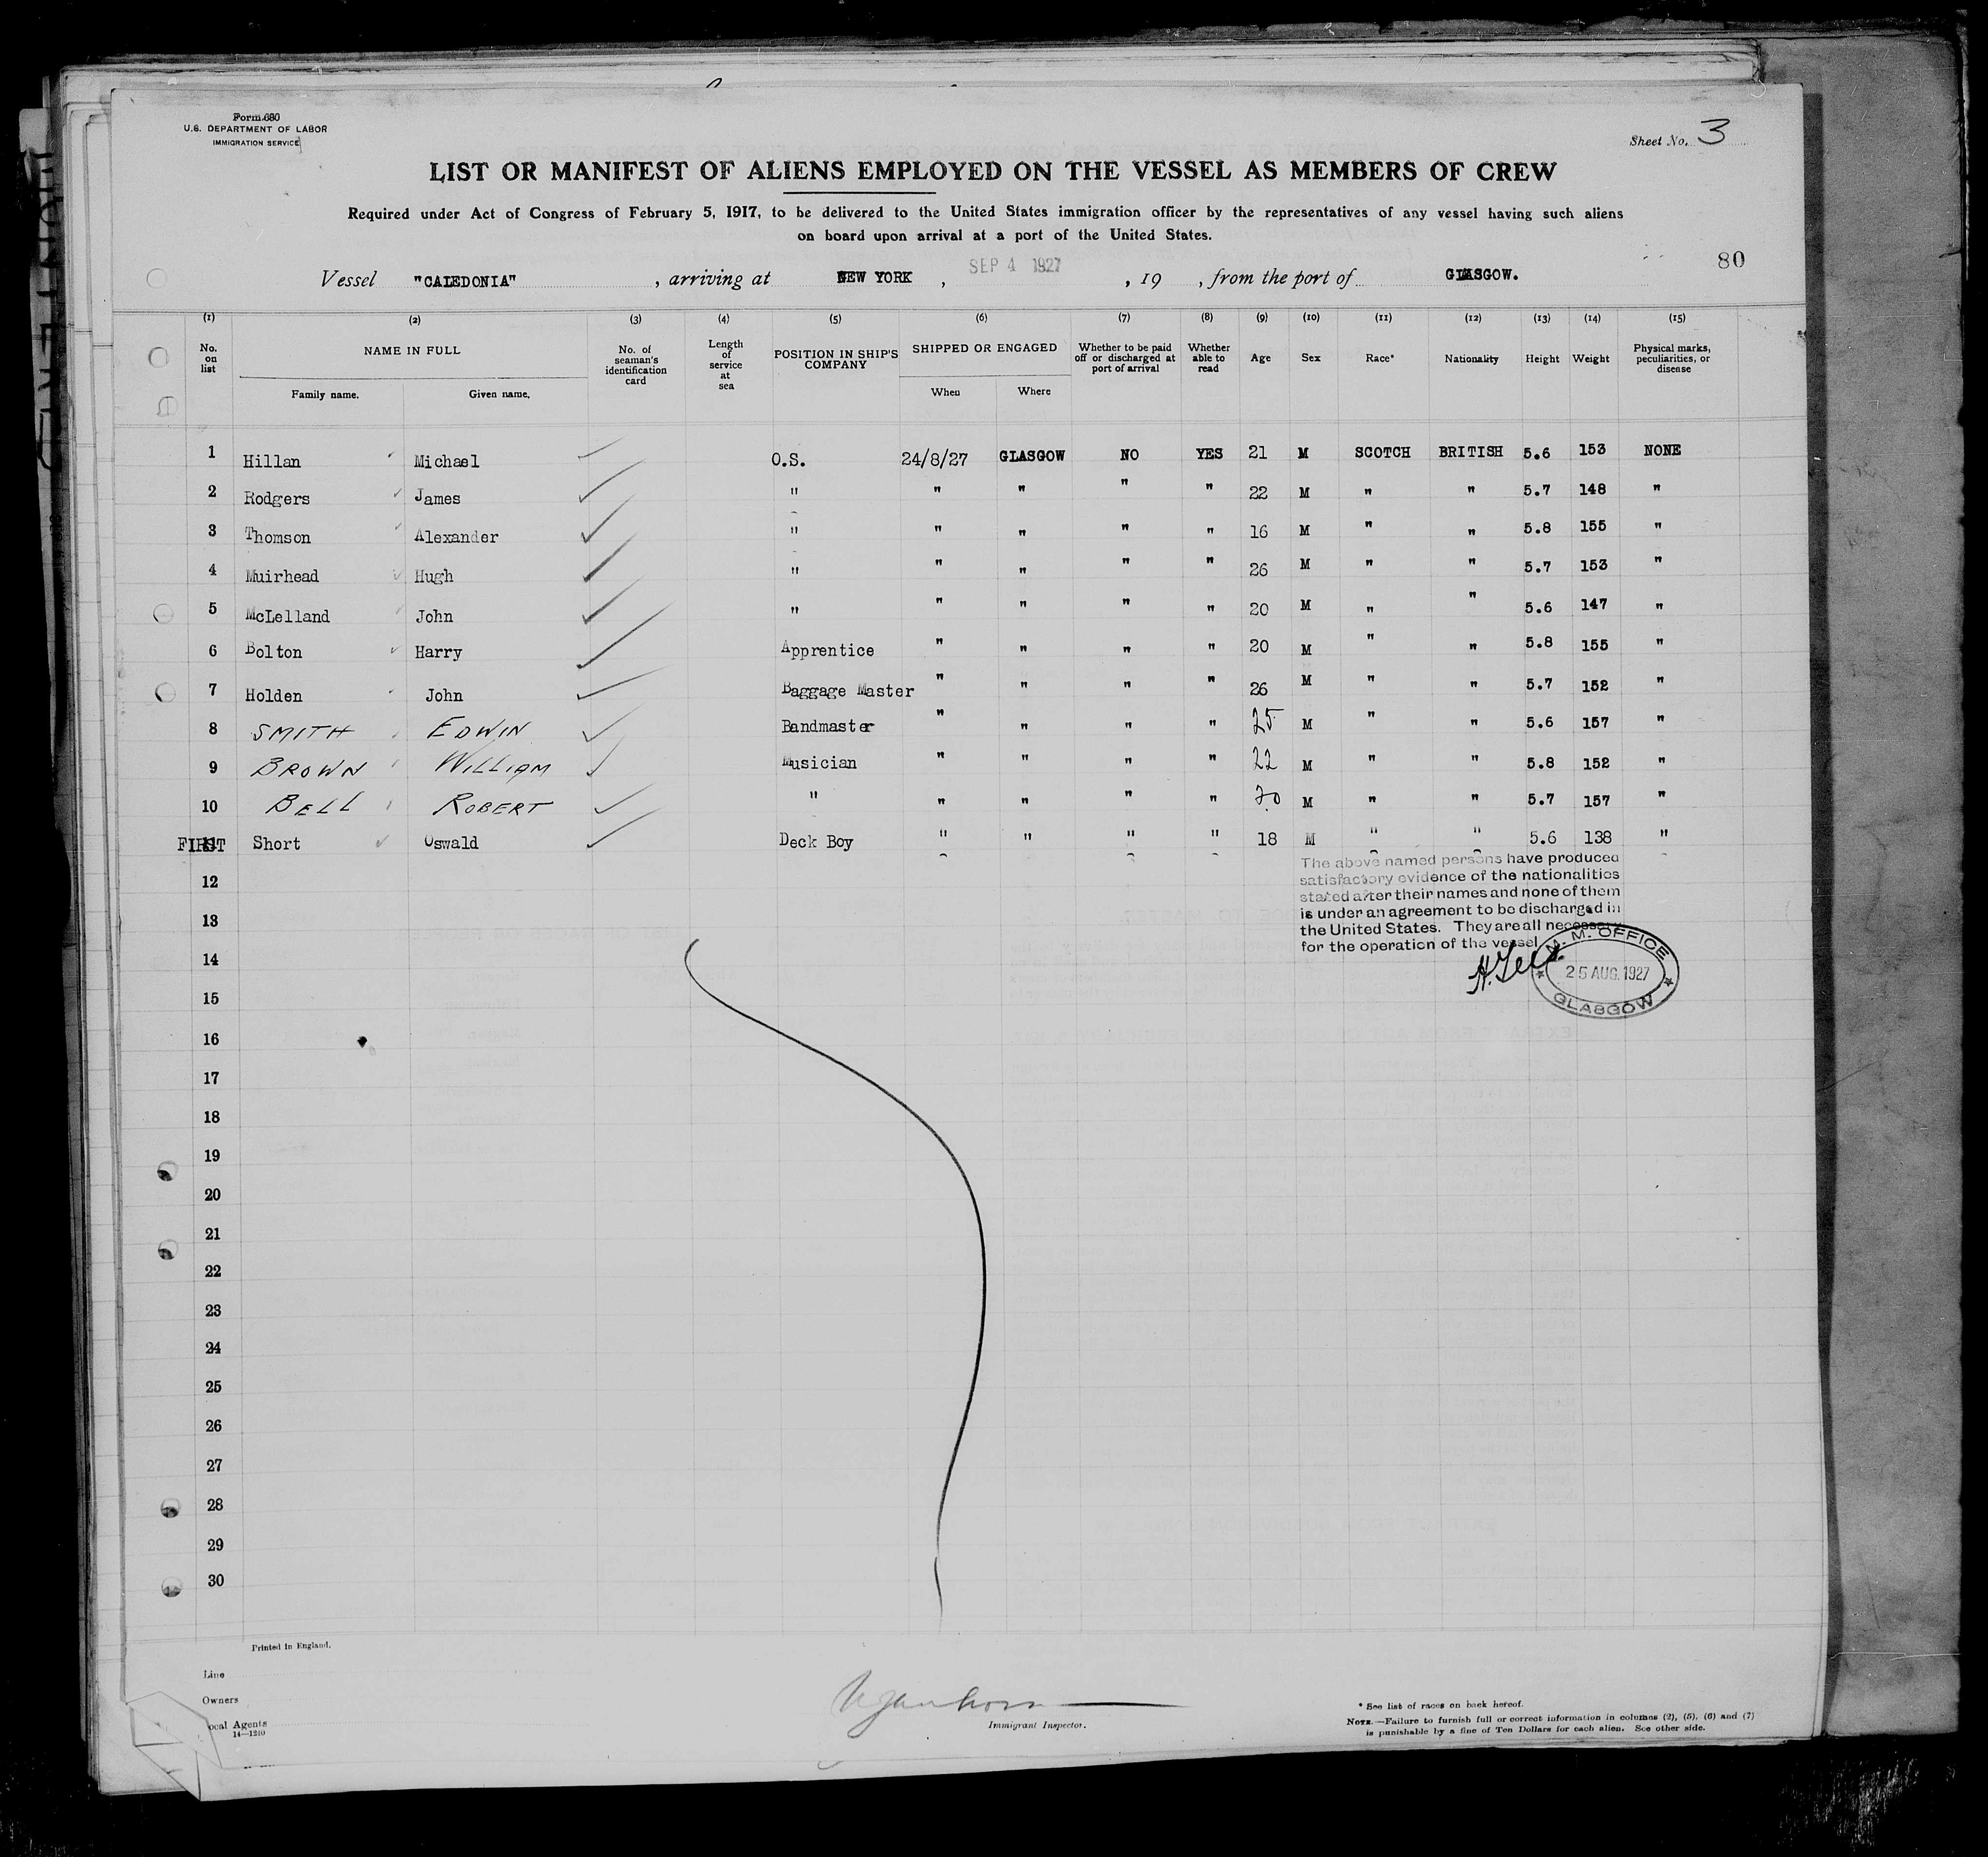 Form 680
U.S. DEPARTMENT OF LABOR
IMMIGRATION SERVICE
Sheet No. 3
LIST OR MANIFEST OF ALIENS EMPLOYED ON THE VESSEL AS MEMBERS OF CREW
Required under Act of Congress of February 5, 1917, to be delivered to the United States immigration officer by the representatives of any vessel having such aliens
on board upon arrival at a port of the United States.
80
Vessel "CALEDONIA" , arriving at NEW YORK , SEP 4 1927 , 19 , from the port of GLASGOW.
(1) (2) (3) (4) (5) (6) (7) (8) (9) (10) (11) (12) (13) (14) (15)
No. on list NAME IN FULL Family name. Given name. No. of seaman's identification card Length of service at sea POSITION IN SHIP'S COMPANY SHIPPED OR ENGAGED When Where Whether to be paid off or discharged at port of arrival Whether able to read Age Sex Race* Nationality Height Weight Physical marks, peculiarities, or disease
1 Hillan Michael O.S. 24/8/27 GLASGOW NO YES 21 M SCOTCH BRITISH 5.6 153 NONE
2 Rodgers James " " " " " 22 M " " 5.7 148 "
3 Thomson Alexander " " " " " 16 M " " 5.8 155 "
4 Muirhead Hugh " " " " " 26 M " " 5.7 153 "
5 McLelland John " " " " " 20 M " " 5.6 147 "
6 Bolton Harry Apprentice " " " " 20 M " " 5.8 155 "
7 Holden John Baggage Master " " " " 26 M " " 5.7 152 "
8 SMITH EDWIN Bandmaster " " " " 25 M " " 5.6 157 "
9 BROWN WILLIAM Musician " " " " 22 M " " 5.8 152 "
10 BELL ROBERT " " " " " M " " 5.7 157 "
FIRST 11 Short Oswald Deck Boy " " " " 18 M " " 5.6 138 "
The above named persons have produced
satisfactory evidence of the nationalities
stated after their names and none of them
is under an agreement to be discharged in
the United States. They are all
for the operation of the vessel
M. M. OFFICE
25 AUG. 1927
GLASGOW
12
13
14
15
16
17
18
19
20
21
22
23
24
25
26
27
28
29
30
Printed in England.
Line
Owners
ocal Agents
14—1210
Immigrant Inspector.
* See list of races on back hereof.
NOTE.—Failure to furnish full or correct information in columns (2), (5), (6) and (7)
is punishable by a fine of Ten Dollars for each alien. See other side.